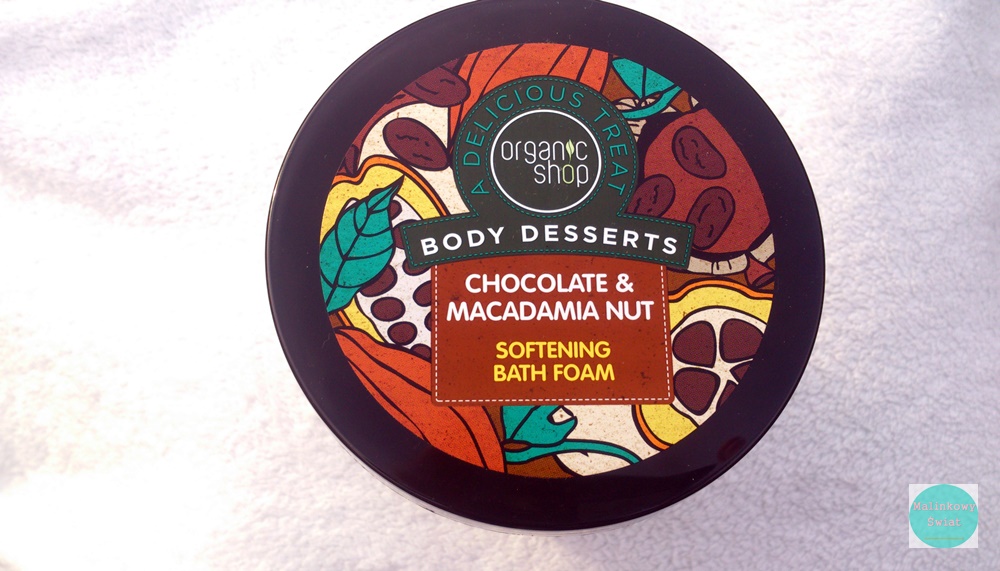 A DELICIOUS TREAT
organic
shop
BODY DESSERTS
CHOCOLATE &
MACADAMIA NUT
SOFTENING
BATH FOAM
Malinkowy
Świat